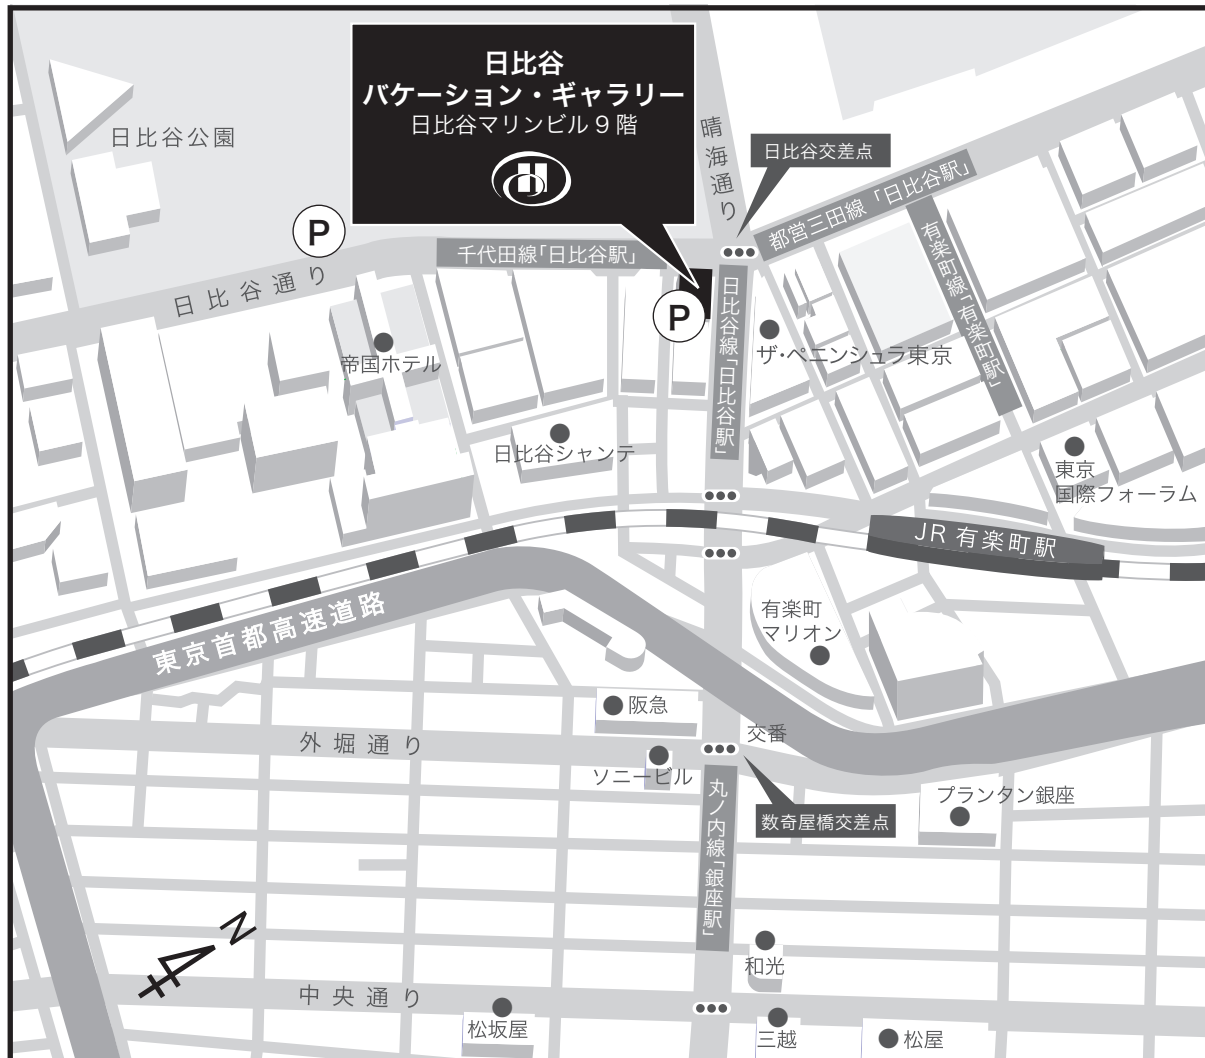 日比谷
バケーション・ギャラリー
日比谷マリンビル 9 階
日比谷公園
晴海通り
日比谷交差点
都営三田線「日比谷駅」
P
千代田線「日比谷駅」
有楽町線「有楽町駅」
日比谷通り
P
日比谷線「日比谷駅」
ザ・ペニンシュラ東京
帝国ホテル
日比谷シャンテ
東京
国際フォーラム
JR 有楽町駅
有楽町
マリオン
東京首都高速道路
阪急
交番
外堀通り
ソニービル
プランタン銀座
数奇屋橋交差点
丸ノ内線「銀座駅」
N
和光
中央通り
松坂屋
三越
松屋